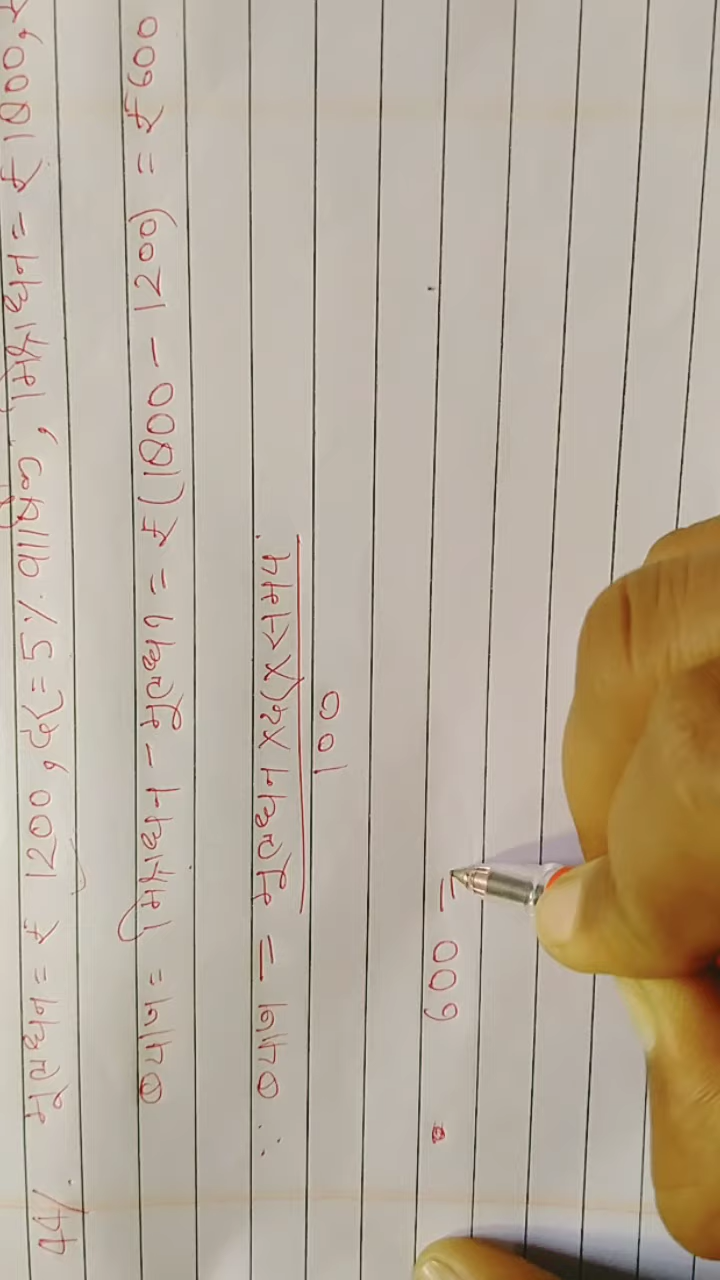 44/. मूलधन = ₹ 1200, दर = 5% वार्षिक, मिश्रधन = ₹ 1800,
ब्याज = मिश्रधन - मूलधन = ₹ (1800 - 1200) = ₹ 600
∴ ब्याज = मूलधन × दर × समय
100
600 =